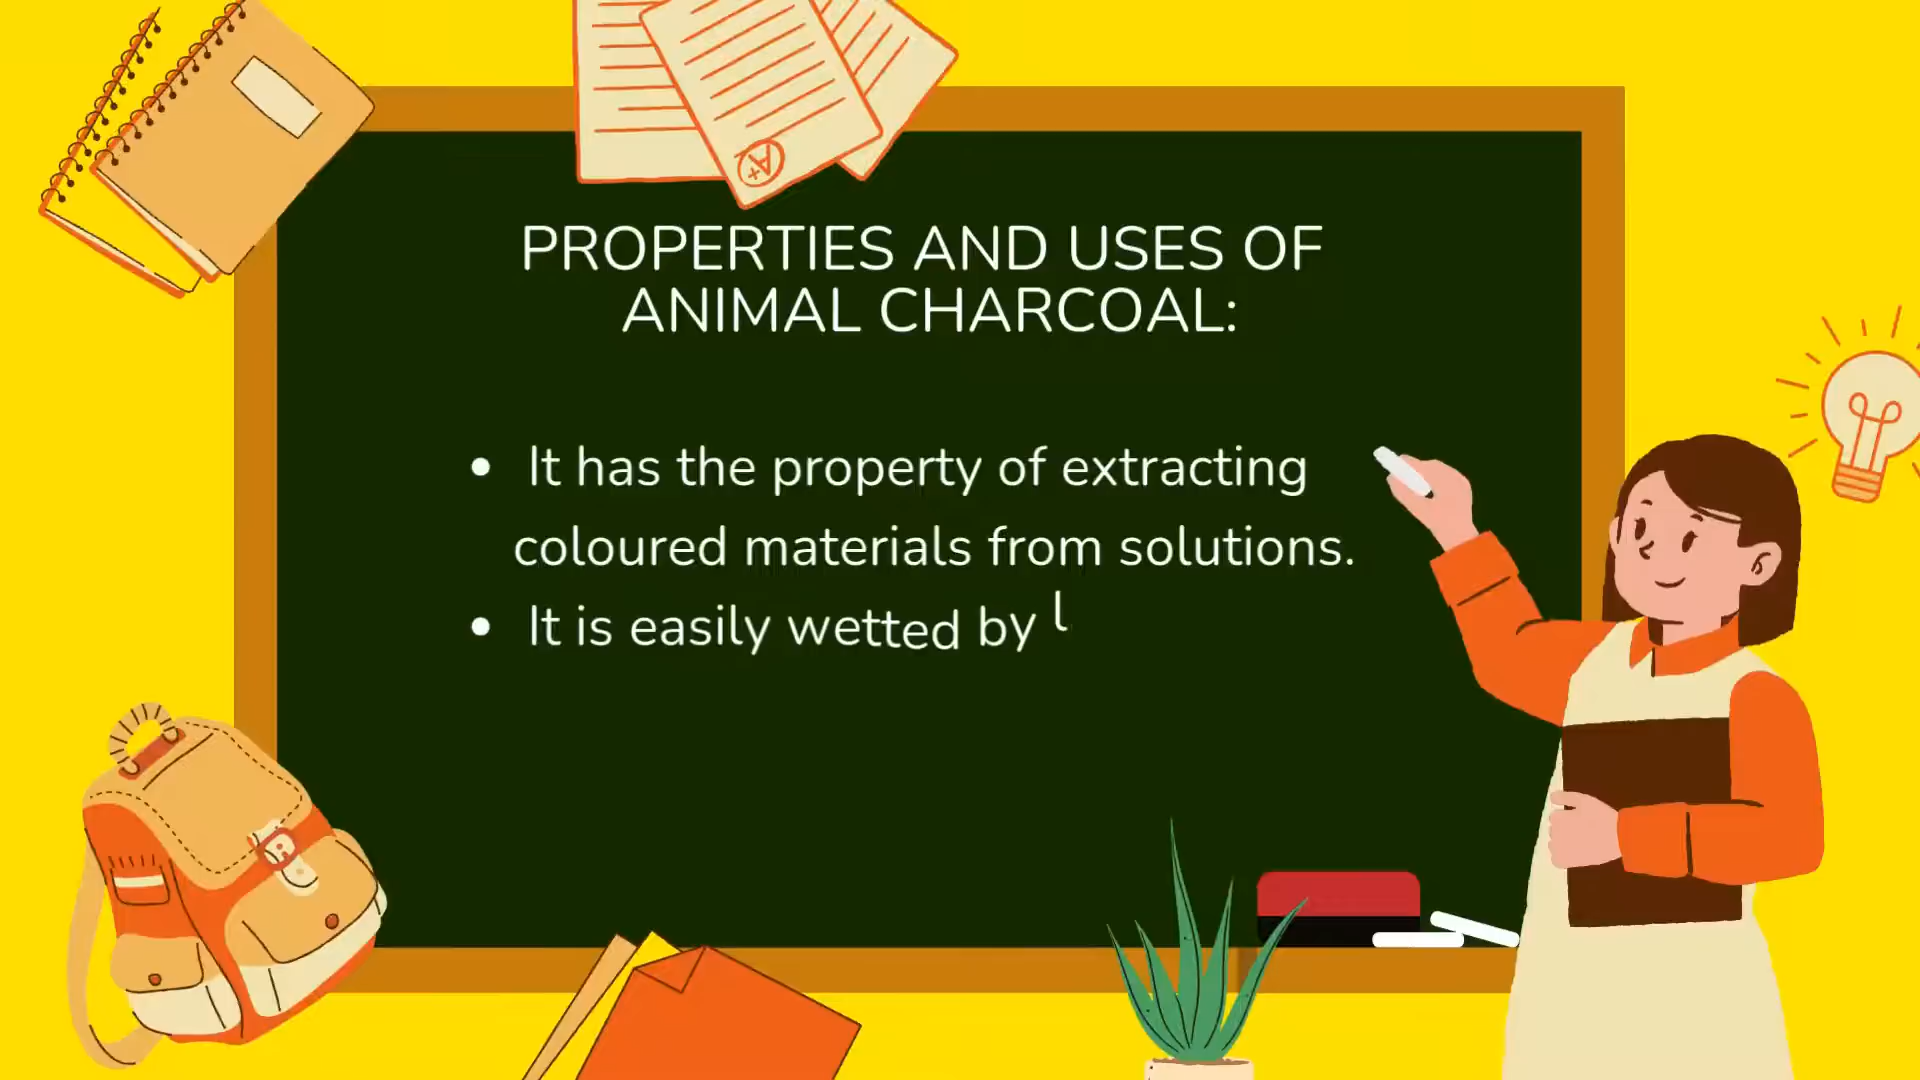 A+
PROPERTIES AND USES OF
ANIMAL CHARCOAL:
• It has the property of extracting
coloured materials from solutions.
• It is easily wetted by l